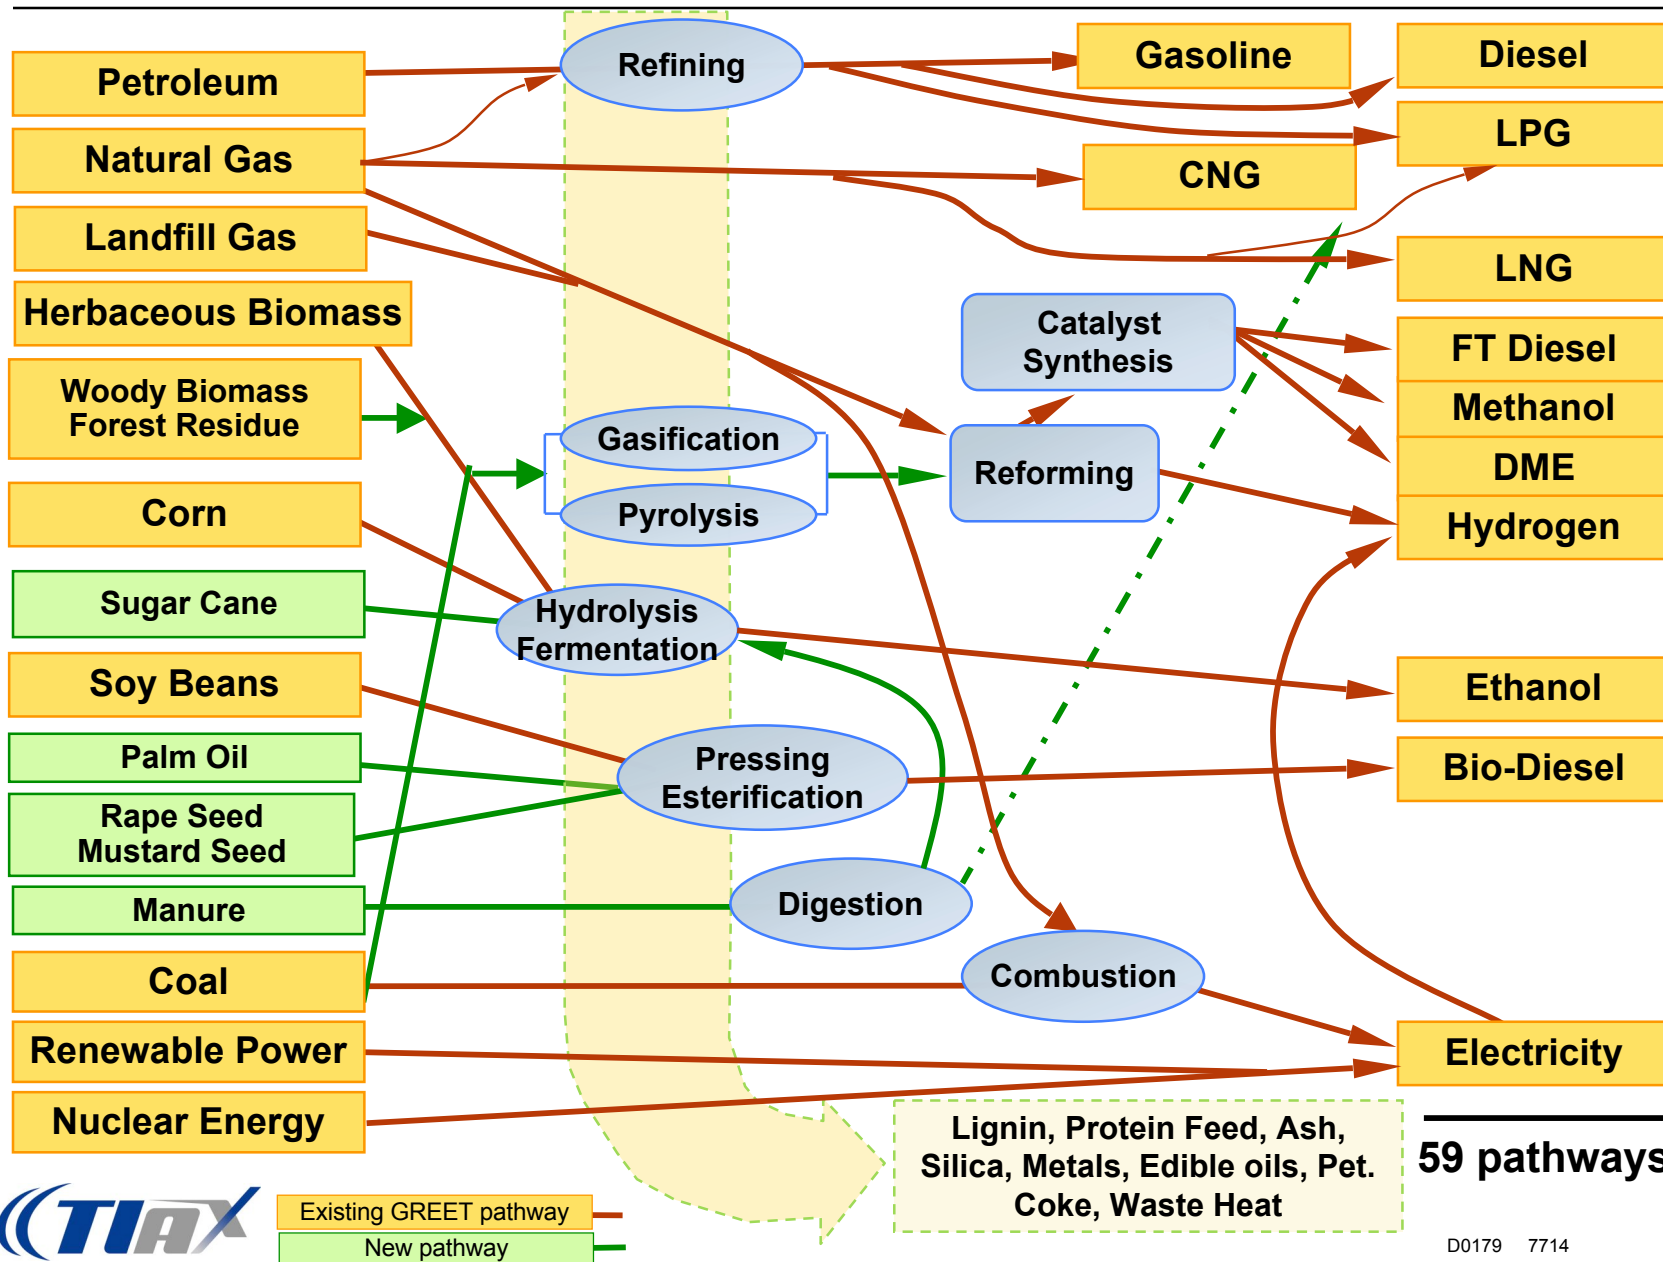 Petroleum
Natural Gas
Landfill Gas
Herbaceous Biomass
Woody Biomass
Forest Residue
Corn
Sugar Cane
Soy Beans
Palm Oil
Rape Seed
Mustard Seed
Manure
Coal
Renewable Power
Nuclear Energy
Refining
Gasification
Pyrolysis
Hydrolysis
Fermentation
Pressing
Esterification
Digestion
Combustion
Catalyst
Synthesis
Reforming
Gasoline
CNG
Diesel
LPG
LNG
FT Diesel
Methanol
DME
Hydrogen
Ethanol
Bio-Diesel
Electricity
Lignin, Protein Feed, Ash,
Silica, Metals, Edible oils, Pet.
Coke, Waste Heat
59 pathways
TIAX
Existing GREET pathway
New pathway
D0179 7714